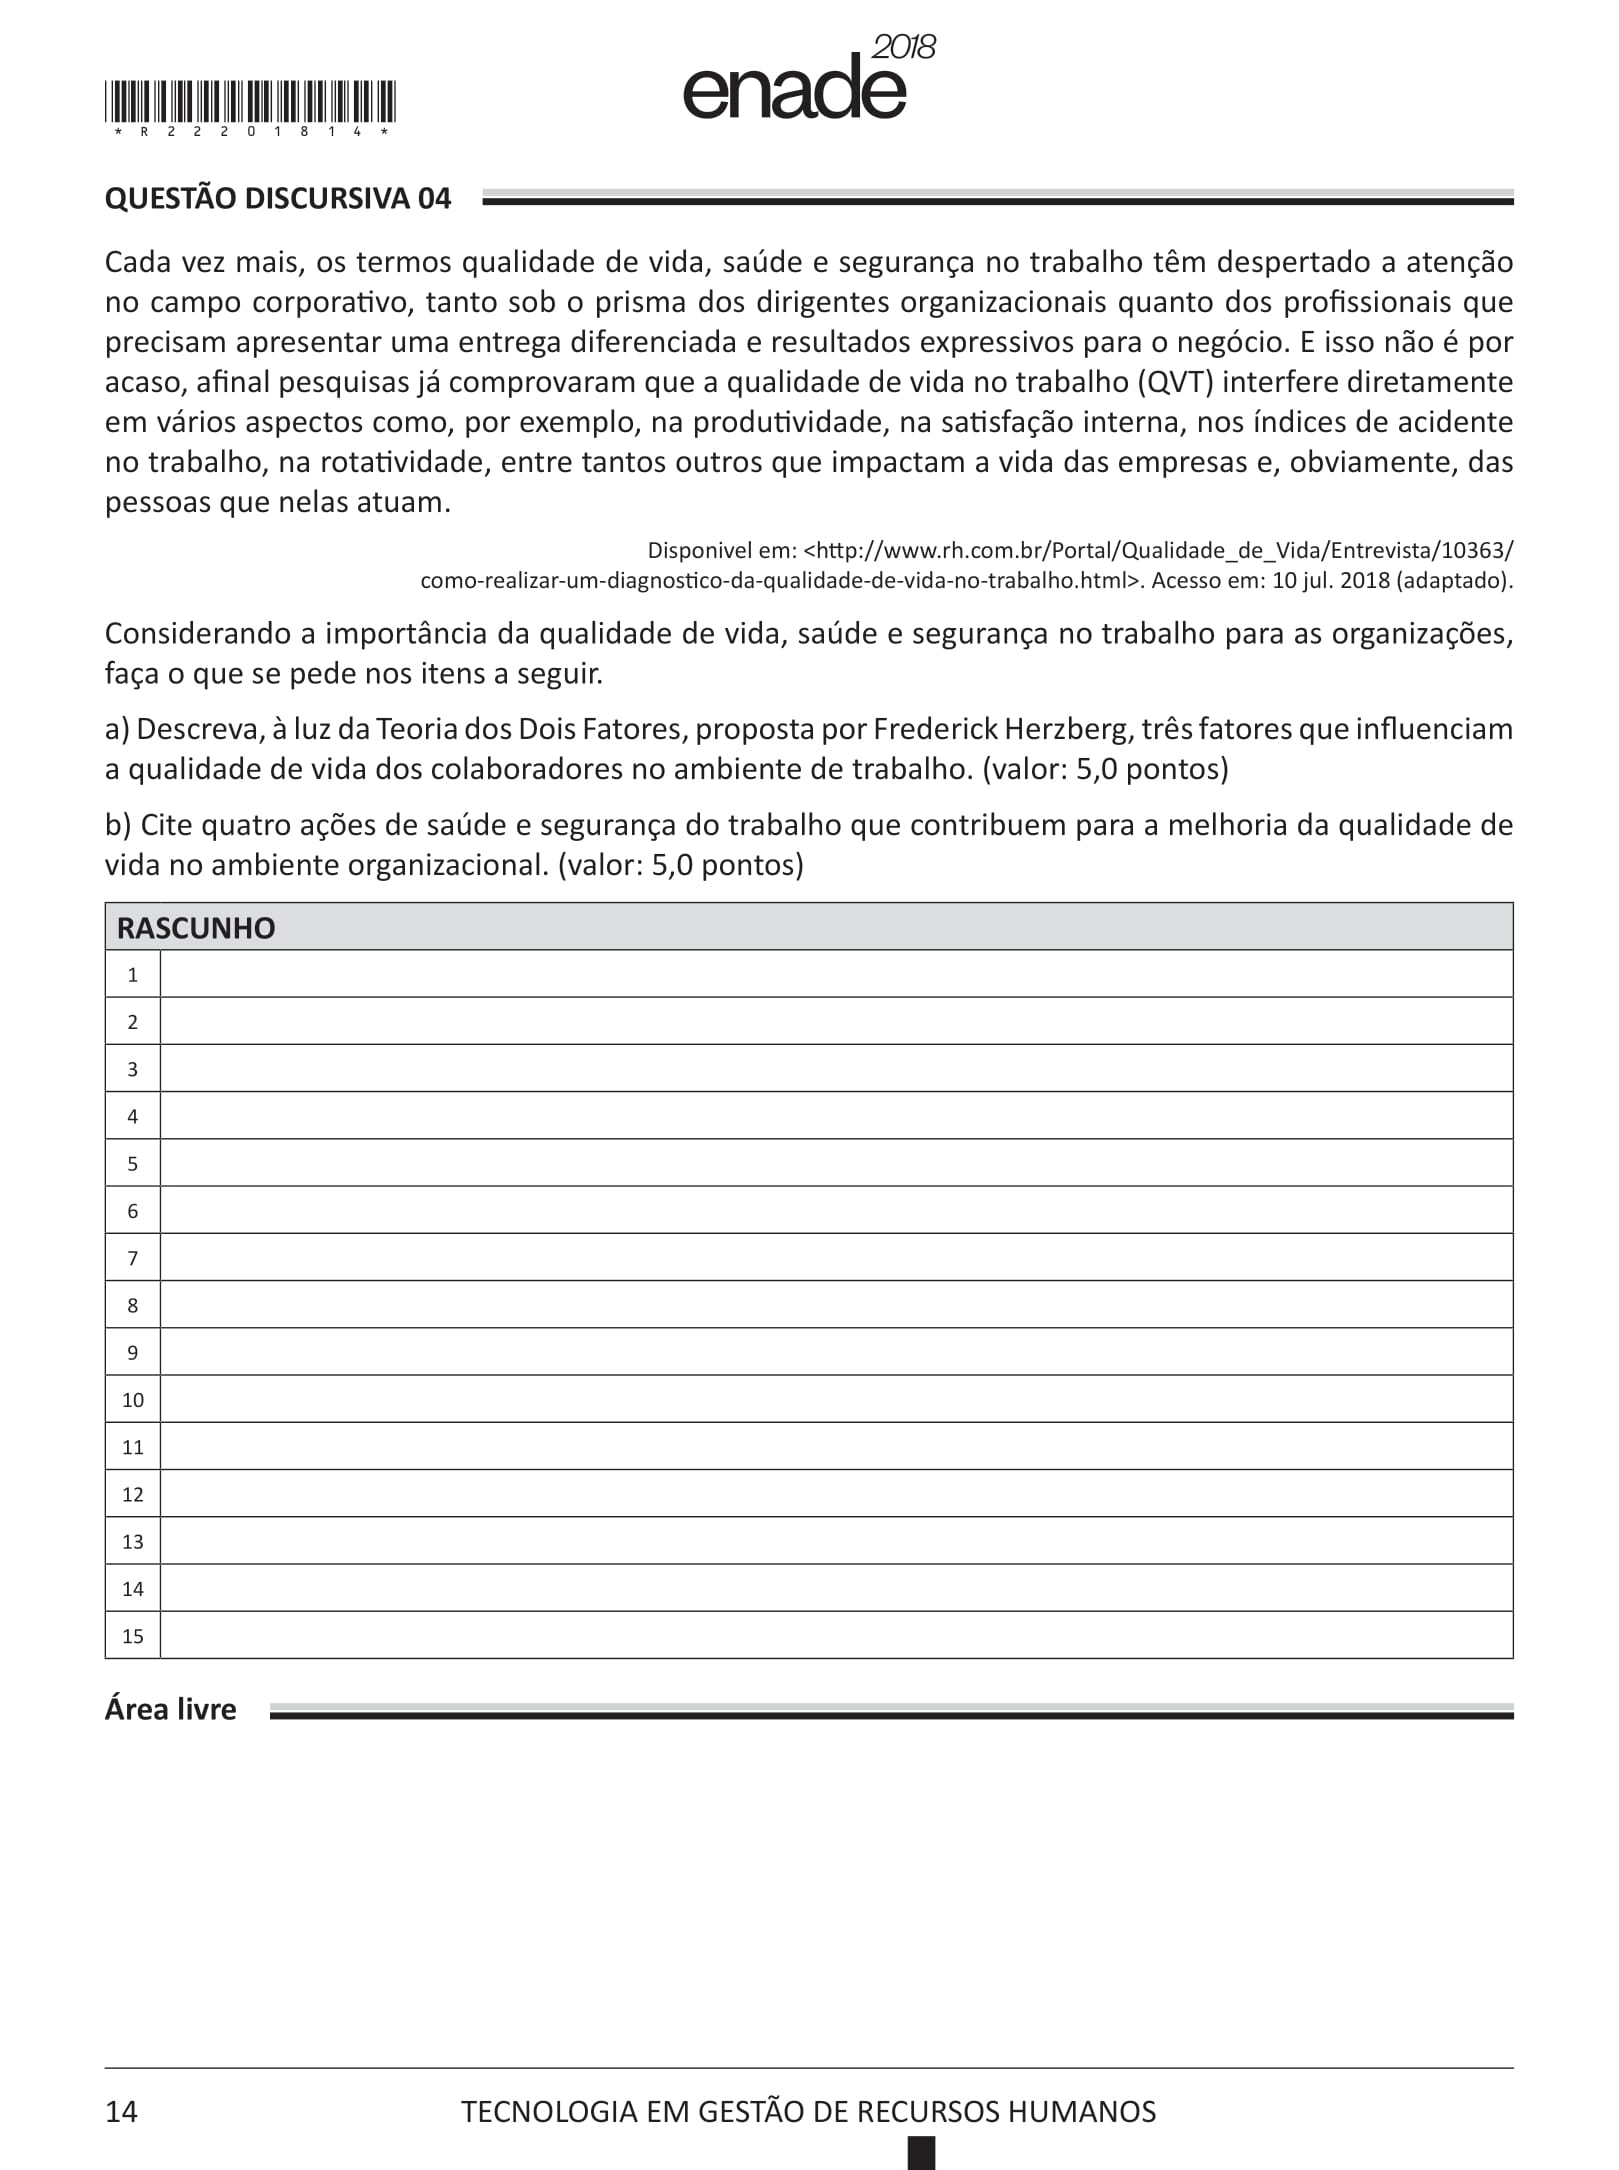 enade 2018
*R22201814*
QUESTÃO DISCURSIVA 04
Cada vez mais, os termos qualidade de vida, saúde e segurança no trabalho têm despertado a atenção
no campo corporativo, tanto sob o prisma dos dirigentes organizacionais quanto dos profissionais que
precisam apresentar uma entrega diferenciada e resultados expressivos para o negócio. E isso não é por
acaso, afinal pesquisas já comprovaram que a qualidade de vida no trabalho (QVT) interfere diretamente
em vários aspectos como, por exemplo, na produtividade, na satisfação interna, nos índices de acidente
no trabalho, na rotatividade, entre tantos outros que impactam a vida das empresas e, obviamente, das
pessoas que nelas atuam.
Disponivel em: <http://www.rh.com.br/Portal/Qualidade_de_Vida/Entrevista/10363/
como-realizar-um-diagnostico-da-qualidade-de-vida-no-trabalho.html>. Acesso em: 10 jul. 2018 (adaptado).
Considerando a importância da qualidade de vida, saúde e segurança no trabalho para as organizações,
faça o que se pede nos itens a seguir.
a) Descreva, à luz da Teoria dos Dois Fatores, proposta por Frederick Herzberg, três fatores que influenciam
a qualidade de vida dos colaboradores no ambiente de trabalho. (valor: 5,0 pontos)
b) Cite quatro ações de saúde e segurança do trabalho que contribuem para a melhoria da qualidade de
vida no ambiente organizacional. (valor: 5,0 pontos)
RASCUNHO
1
2
3
4
5
6
7
8
9
10
11
12
13
14
15
Área livre
14
TECNOLOGIA EM GESTÃO DE RECURSOS HUMANOS